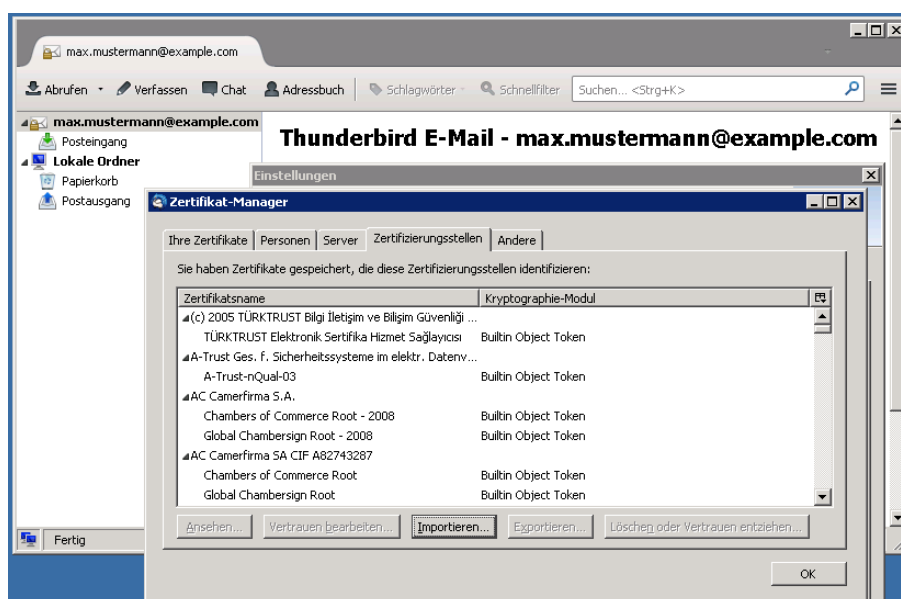 max.mustermann@example.com
Abrufen Verfassen Chat Adressbuch Schlagwörter Schnellfilter Suchen... <Strg+K>
max.mustermann@example.com
Posteingang
Lokale Ordner
Papierkorb
Postausgang
Thunderbird E-Mail - max.mustermann@example.com
Einstellungen
Zertifikat-Manager
Ihre Zertifikate Personen Server Zertifizierungsstellen Andere
Sie haben Zertifikate gespeichert, die diese Zertifizierungsstellen identifizieren:
Zertifikatsname Kryptographie-Modul
(c) 2005 TÜRKTRUST Bilgi İletişim ve Bilişim Güvenliği ...
TÜRKTRUST Elektronik Sertifika Hizmet Sağlayıcısı Builtin Object Token
A-Trust Ges. f. Sicherheitssysteme im elektr. Datenv...
A-Trust-nQual-03 Builtin Object Token
AC Camerfirma S.A.
Chambers of Commerce Root - 2008 Builtin Object Token
Global Chambersign Root - 2008 Builtin Object Token
AC Camerfirma SA CIF A82743287
Chambers of Commerce Root Builtin Object Token
Global Chambersign Root Builtin Object Token
Ansehen... Vertrauen bearbeiten... Importieren... Exportieren... Löschen oder Vertrauen entziehen...
Fertig
OK